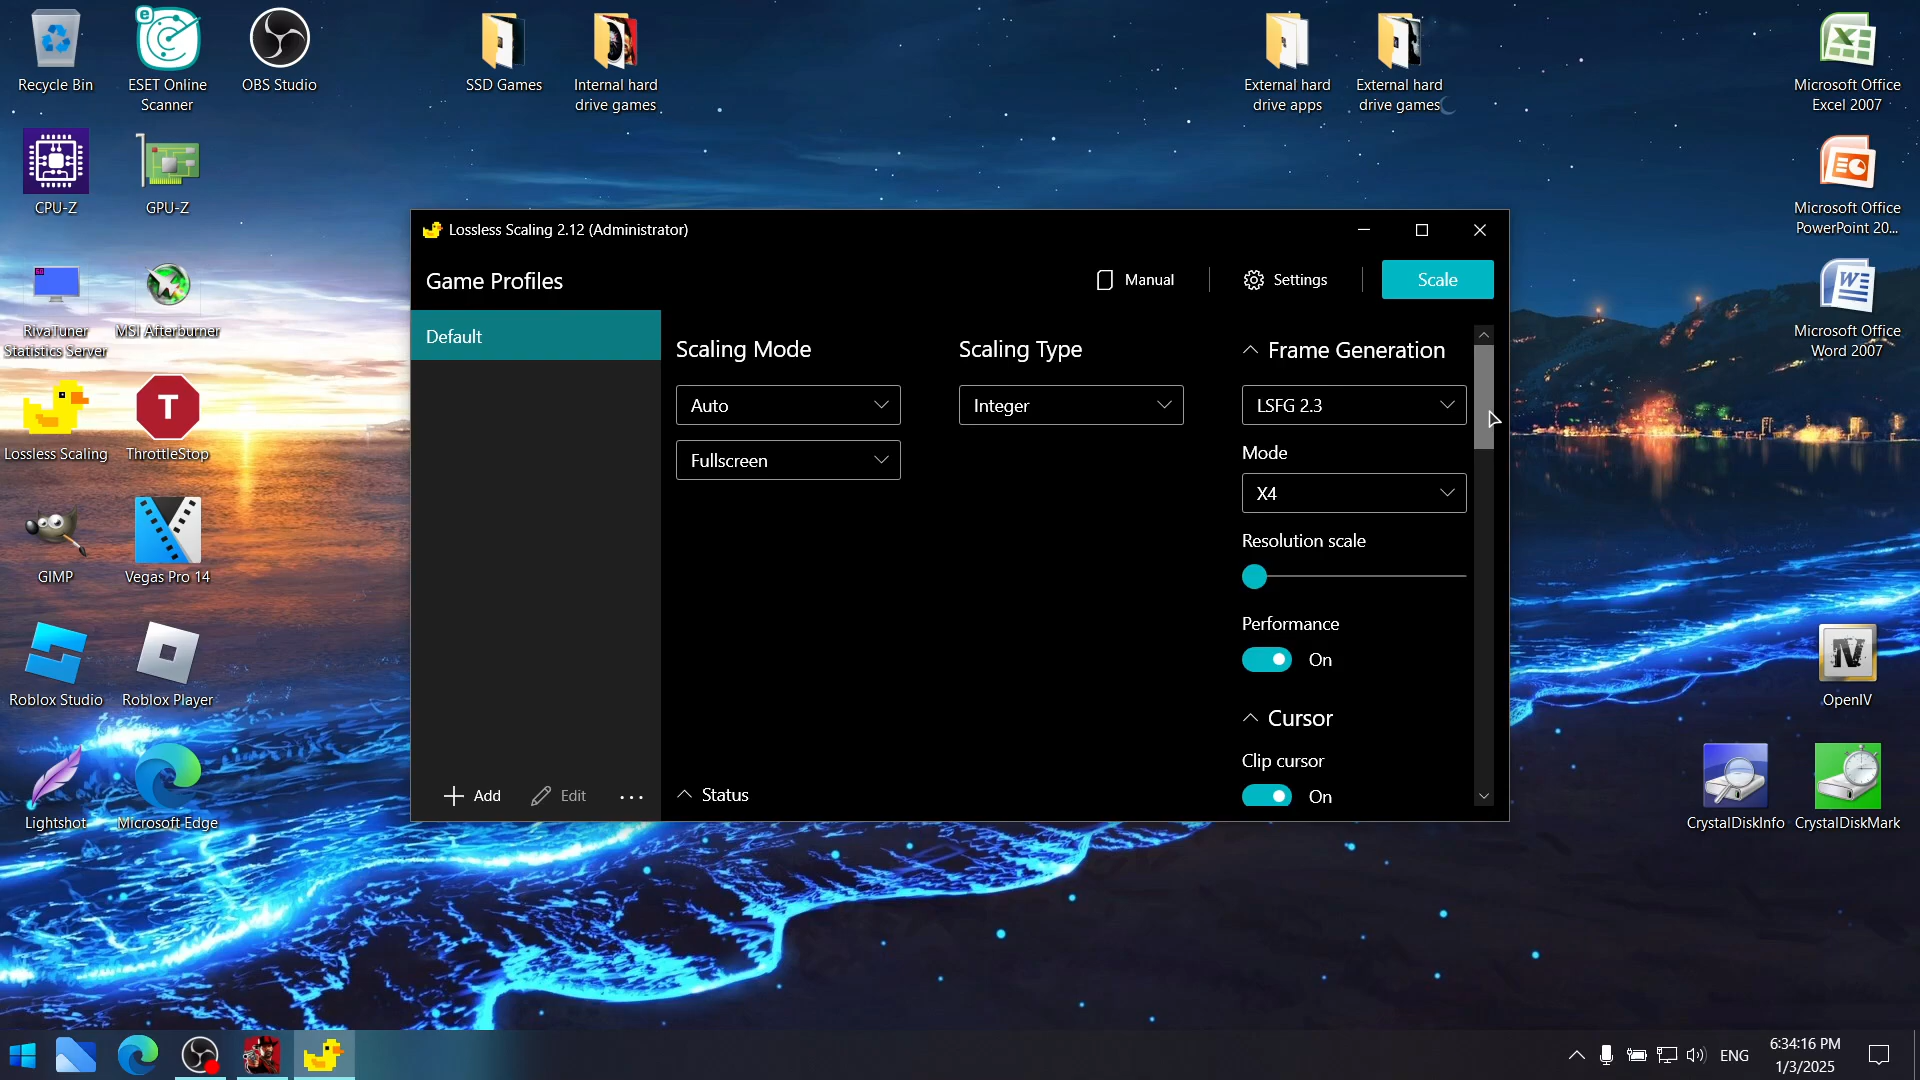 Recycle Bin
ESET Online
Scanner
OBS Studio
SSD Games
Internal hard
drive games
External hard
drive apps
External hard
drive games
Microsoft Office
Excel 2007
CPU-Z
GPU-Z
Microsoft Office
PowerPoint 20...
RivaTuner
Statistics Server
MSI Afterburner
Microsoft Office
Word 2007
Lossless Scaling
ThrottleStop
GIMP
Vegas Pro 14
Roblox Studio
Roblox Player
OpenIV
Lightshot
Microsoft Edge
CrystalDiskInfo
CrystalDiskMark
Lossless Scaling 2.12 (Administrator)
Game Profiles
Manual
Settings
Scale
Default
Scaling Mode
Auto
Fullscreen
Scaling Type
Integer
Frame Generation
LSFG 2.3
Mode
X4
Resolution scale
Performance
On
Cursor
Clip cursor
On
Add
Edit
...
Status
ENG
6:34:16 PM
1/3/2025